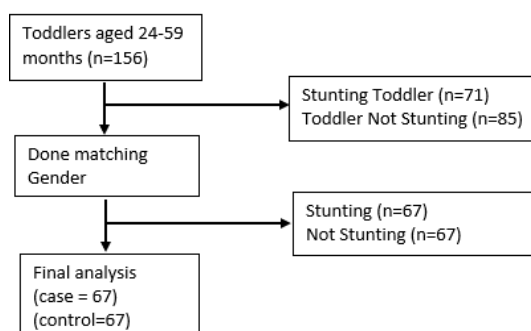 Toddlers aged 24-59
months (n=156)
Stunting Toddler (n=71)
Toddler Not Stunting (n=85)
Done matching
Gender
Stunting (n=67)
Not Stunting (n=67)
Final analysis
(case = 67)
(control=67)